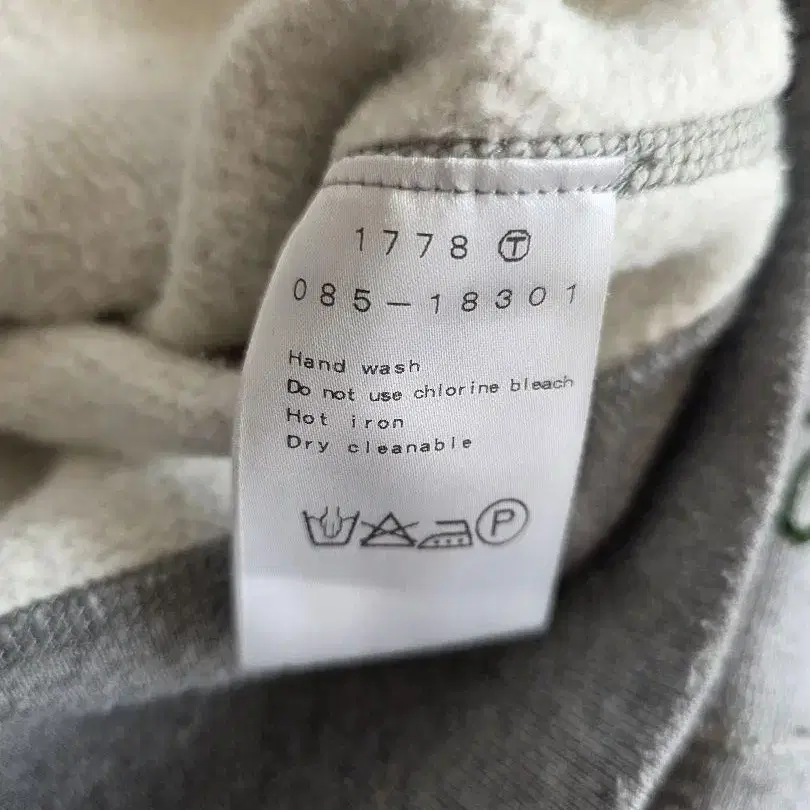 1778 Ⓣ
085-18301
Hand wash
Do not use chlorine bleach
Hot iron
Dry cleanable
P